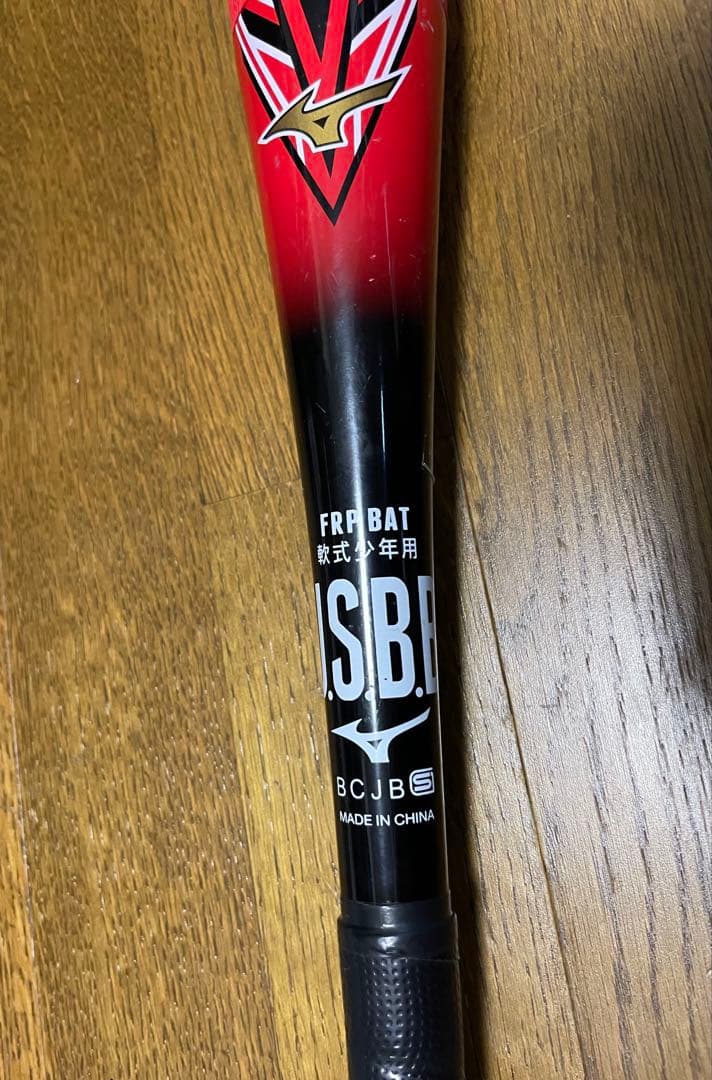 FRP BAT
軟式少年用
J.S.B.B
BCJB S
MADE IN CHINA